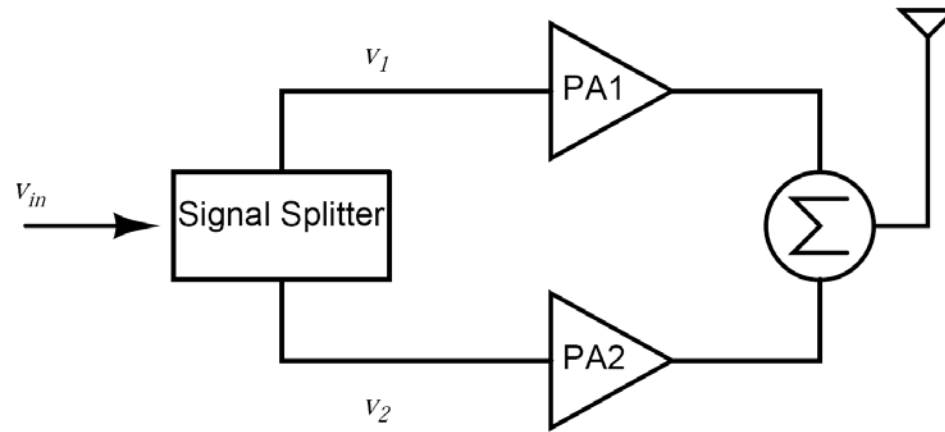 v1
PA1
vin
Signal Splitter
Σ
PA2
v2